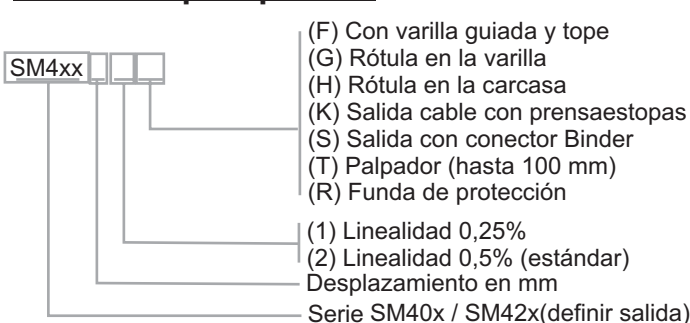 (F) Con varilla guiada y tope
SM4xx
(G) Rótula en la varilla
(H) Rótula en la carcasa
(K) Salida cable con prensaestopas
(S) Salida con conector Binder
(T) Palpador (hasta 100 mm)
(R) Funda de protección
(1) Linealidad 0,25%
(2) Linealidad 0,5% (estándar)
Desplazamiento en mm
Serie SM40x / SM42x(definir salida)